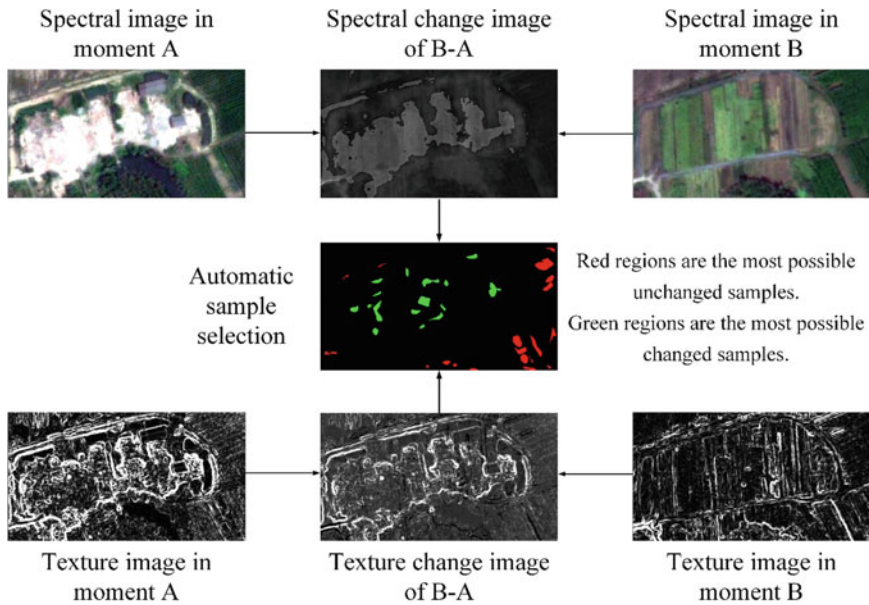 Spectral image in
moment A
Spectral change image
of B-A
Spectral image in
moment B
Automatic
sample
selection
Red regions are the most possible
unchanged samples.
Green regions are the most possible
changed samples.
Texture image in
moment A
Texture change image
of B-A
Texture image in
moment B